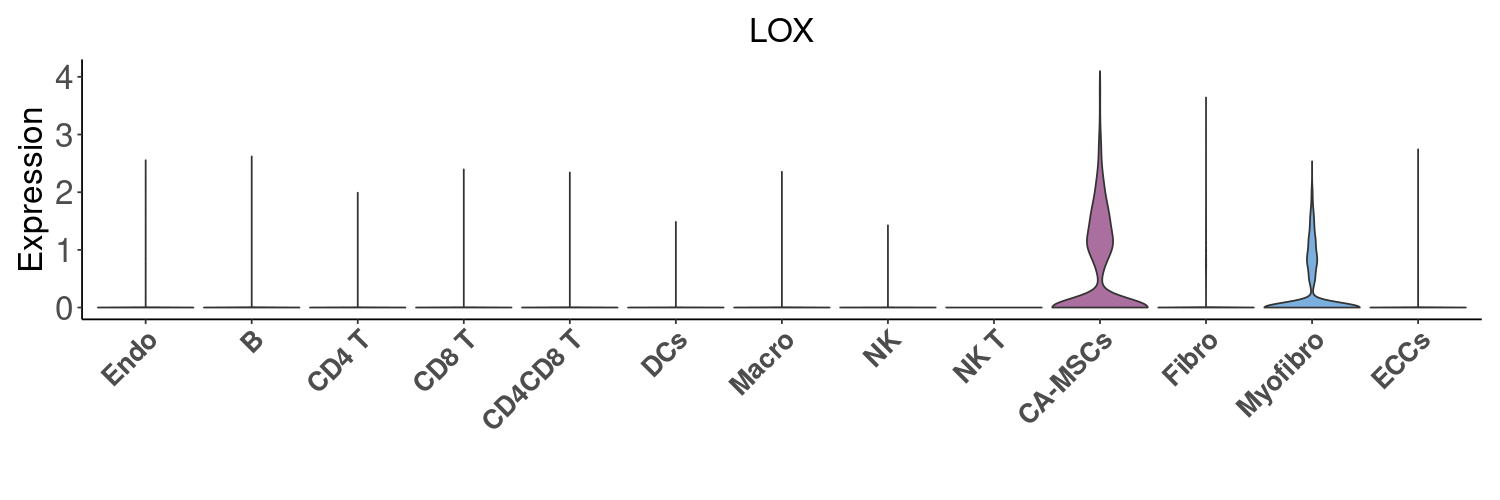 LOX
Expression
4
3
2
1
0
Endo
B
CD4 T
CD8 T
CD4CD8 T
DCs
Macro
NK
NK T
CA-MSCs
Fibro
Myofibro
ECCs